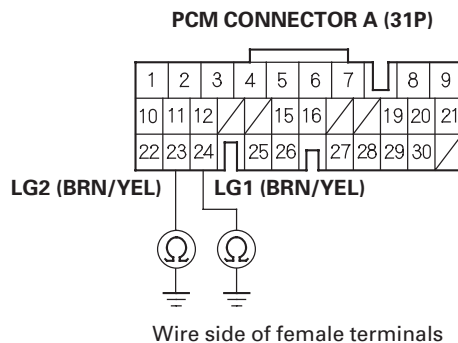 PCM CONNECTOR A (31P)
1 2 3 4 5 6 7 8 9
10 11 12 15 16 19 20 21
22 23 24 25 26 27 28 29 30
LG2 (BRN/YEL) LG1 (BRN/YEL)
Ω Ω
Wire side of female terminals